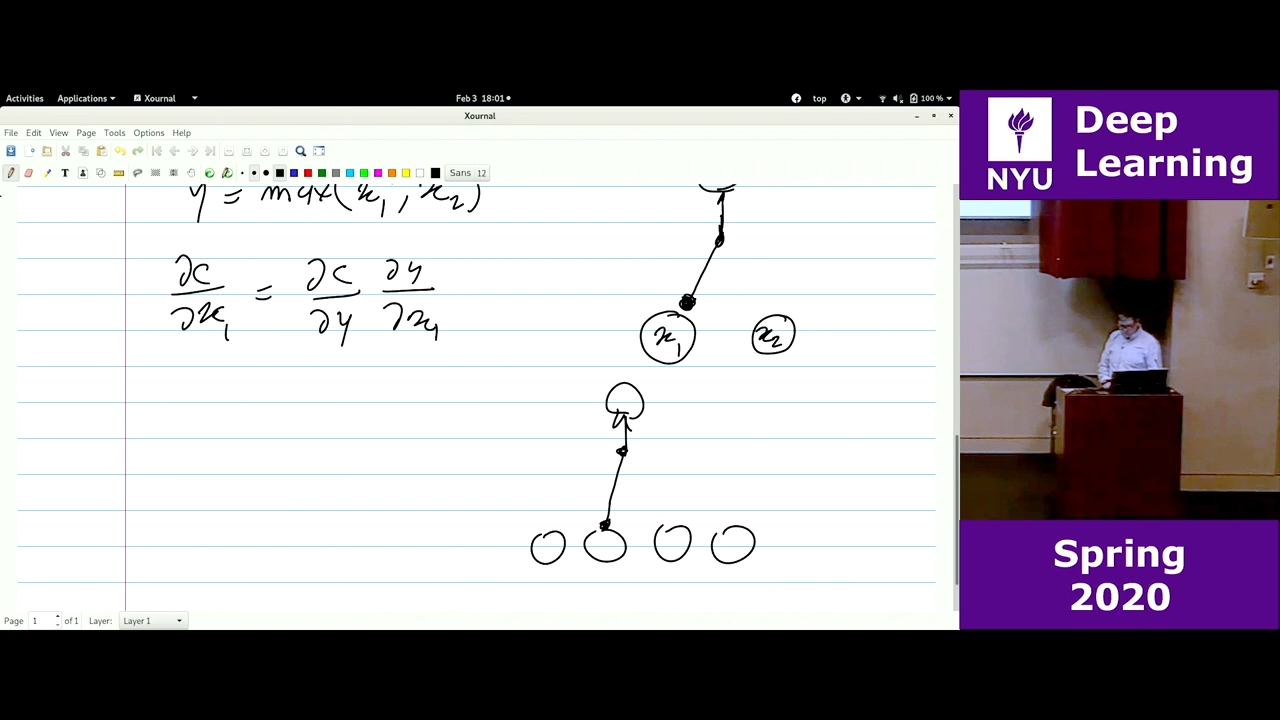 Activities Applications Xournal Feb 3 18:01 top 100 %
Xournal
File Edit View Page Tools Options Help
Sans 12
y = max(x₁, x₂)
∂C/∂x₁ = ∂C/∂y ∂y/∂x₁
x₁ x₂
y
Page 1 of 1 Layer: Layer 1
NYU
Deep
Learning
Spring
2020